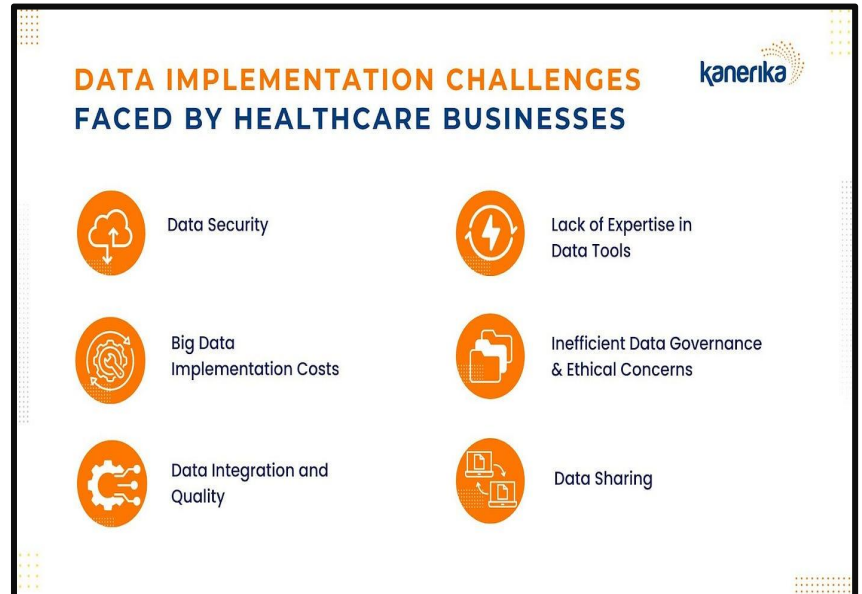 DATA IMPLEMENTATION CHALLENGES
FACED BY HEALTHCARE BUSINESSES
kanerika
Data Security
Big Data
Implementation Costs
Data Integration and
Quality
Lack of Expertise in
Data Tools
Inefficient Data Governance
& Ethical Concerns
Data Sharing